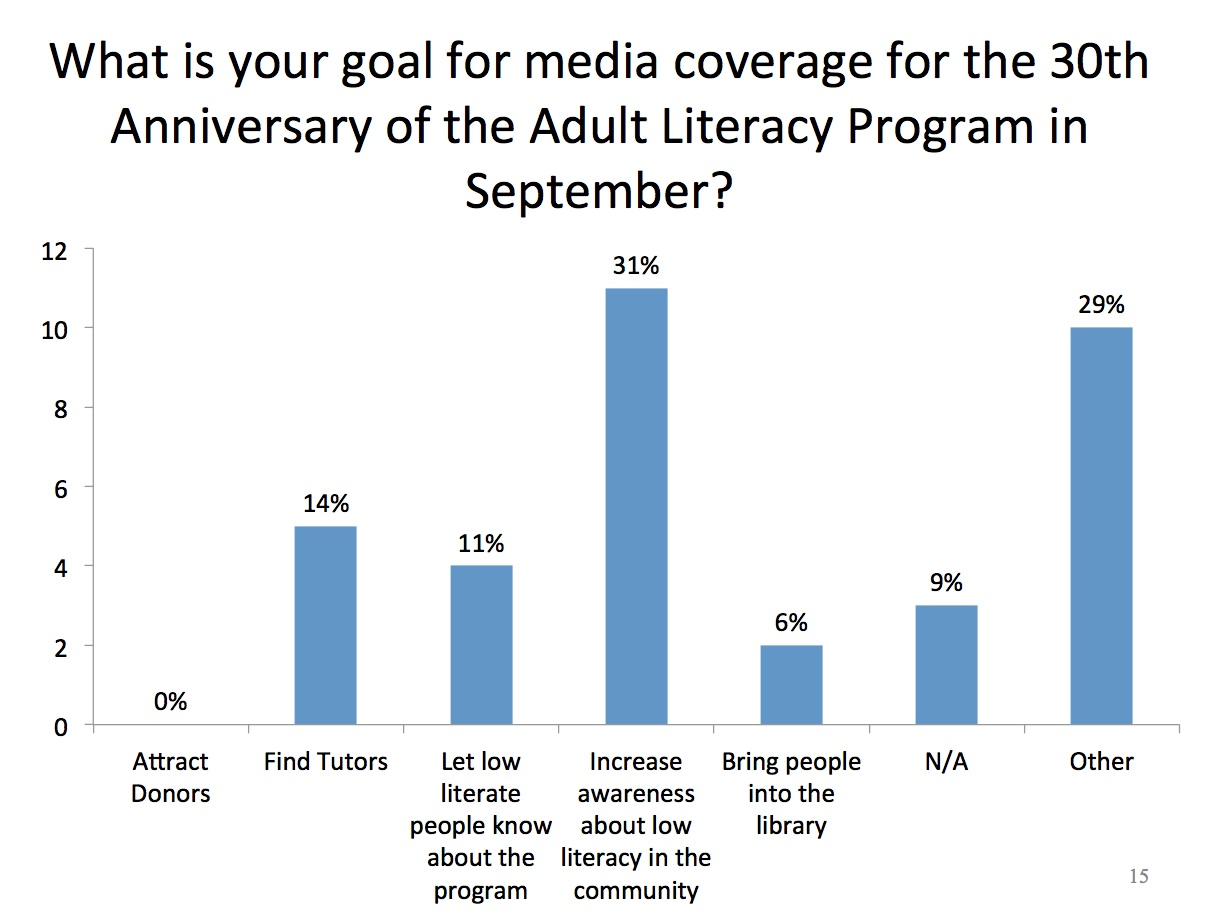 What is your goal for media coverage for the 30th
Anniversary of the Adult Literacy Program in
September?
12
10
8
6
4
2
0
0%
14%
11%
31%
6%
9%
29%
Attract
Donors
Find Tutors
Let low
literate
people know
about the
program
Increase
awareness
about low
literacy in the
community
Bring people
into the
library
N/A
Other
15